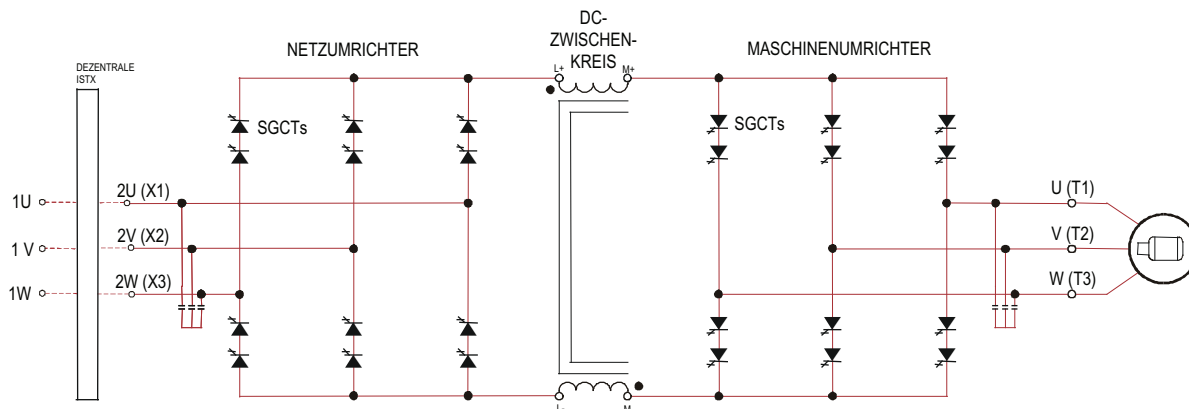 DC-
ZWISCHEN-
KREIS
NETZUMRICHTER
MASCHINENUMRICHTER
DEZENTRALE
ISTX
L+
M+
SGCTs
SGCTs
1U
2U (X1)
U (T1)
1 V
2V (X2)
V (T2)
1W
2W (X3)
W (T3)